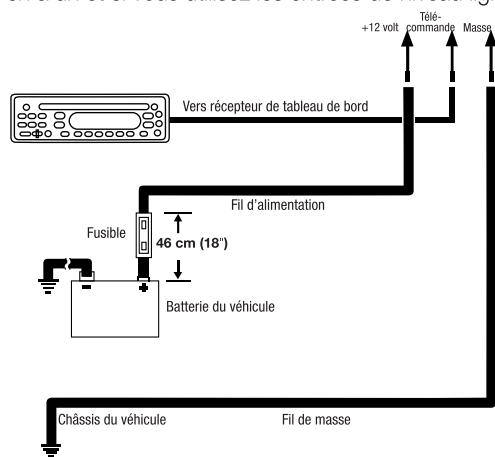 Télé-
+12 volt commande Masse
Vers récepteur de tableau de bord
Fil d'alimentation
Fusible
46 cm (18")
Batterie du véhicule
Châssis du véhicule
Fil de masse